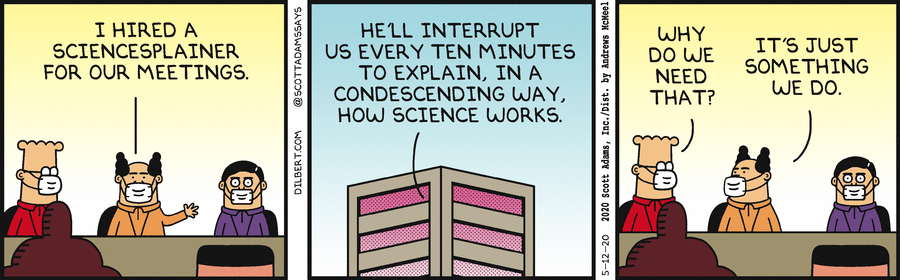 I HIRED A
SCIENCESPLAINER
FOR OUR MEETINGS.
DILBERT.COM @SCOTTADAMSSAYS
HE'LL INTERRUPT
US EVERY TEN MINUTES
TO EXPLAIN, IN A
CONDESCENDING WAY,
HOW SCIENCE WORKS.
5-12-20 2020 Scott Adams, Inc./Dist. by Andrews McMeel
WHY
DO WE
NEED
THAT?
IT'S JUST
SOMETHING
WE DO.